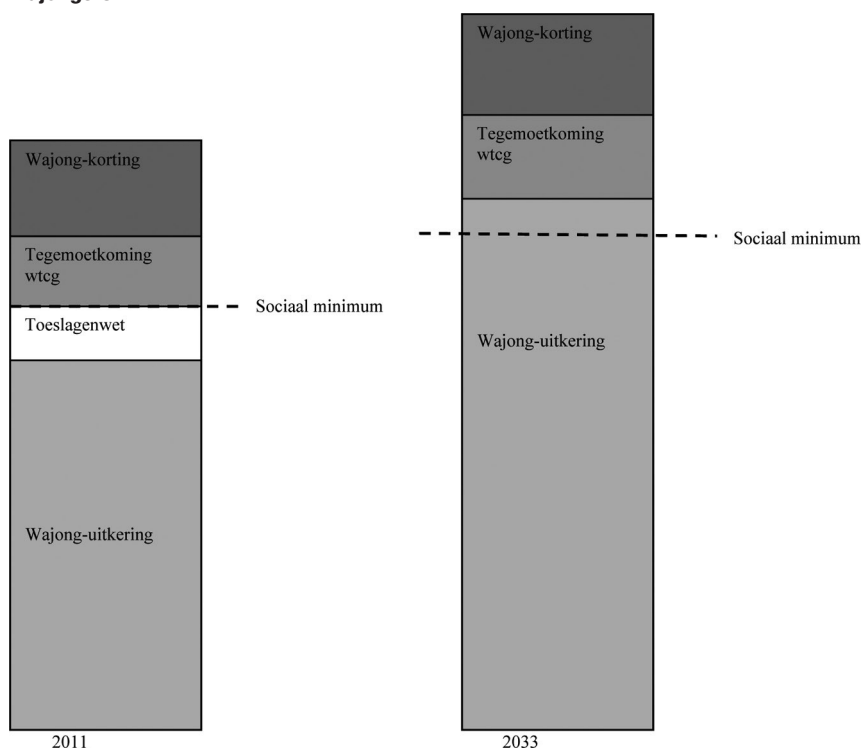 Wajong-korting
Tegemoetkoming
wtcg
Sociaal minimum
Toeslagenwet
Wajong-uitkering
2011
Wajong-korting
Tegemoetkoming
wtcg
Sociaal minimum
Wajong-uitkering
2033